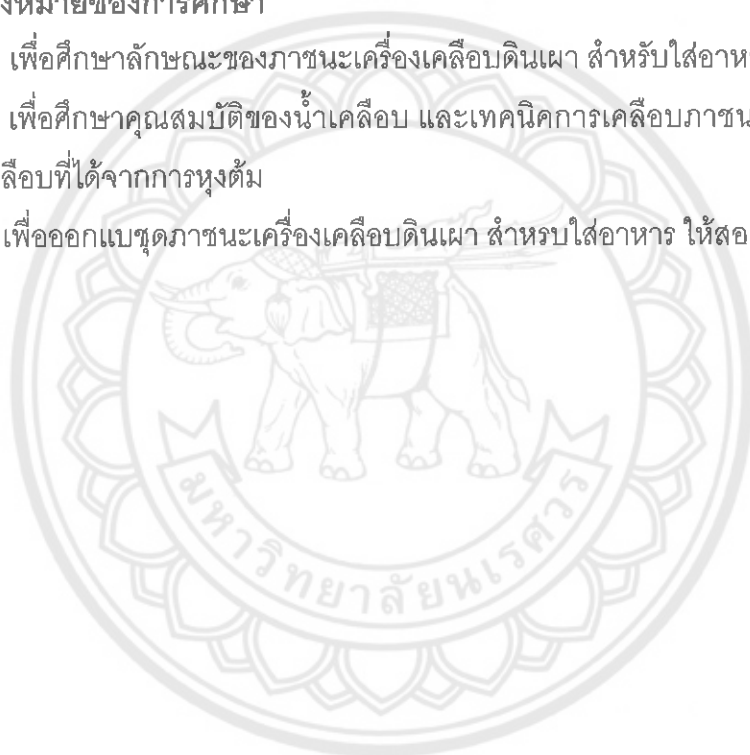 งหมายของการศึกษา
เพื่อศึกษาลักษณะของภาชนะเครื่องเคลือบดินเผา สำหรับใส่อาห
เพื่อศึกษาคุณสมบัติของน้ำเคลือบ และเทคนิคการเคลือบภาชน
ลือบที่ได้จากการหุงต้ม
เพื่อออกแบชุดภาชนะเครื่องเคลือบดินเผา สำหรบใส่อาหาร ให้สอ
มหาวิทยาลัยนเรศวร